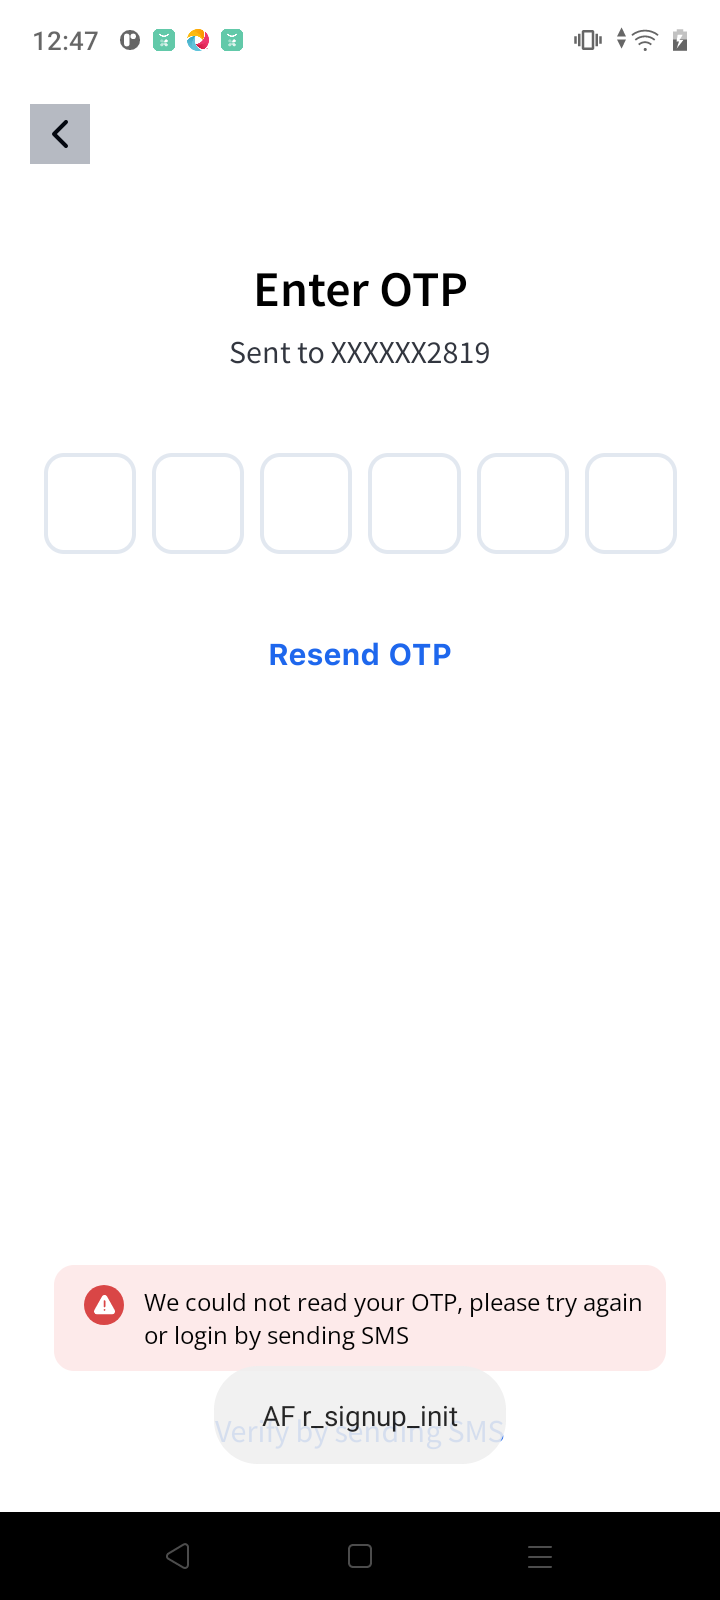 12:47
Enter OTP
Sent to XXXXXX2819
Resend OTP
We could not read your OTP, please try again
or login by sending SMS
AF r_signup_init
Verify by sending SMS